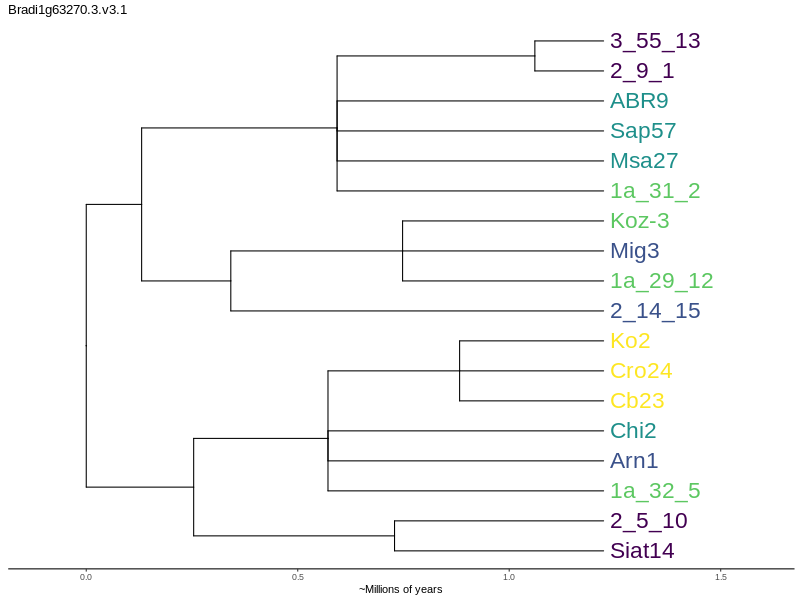 Bradi1g63270.3.v3.1
3_55_13
2_9_1
ABR9
Sap57
Msa27
1a_31_2
Koz-3
Mig3
1a_29_12
2_14_15
Ko2
Cro24
Cb23
Chi2
Arn1
1a_32_5
2_5_10
Siat14
0.0 0.5 1.0 1.5
~Millions of years